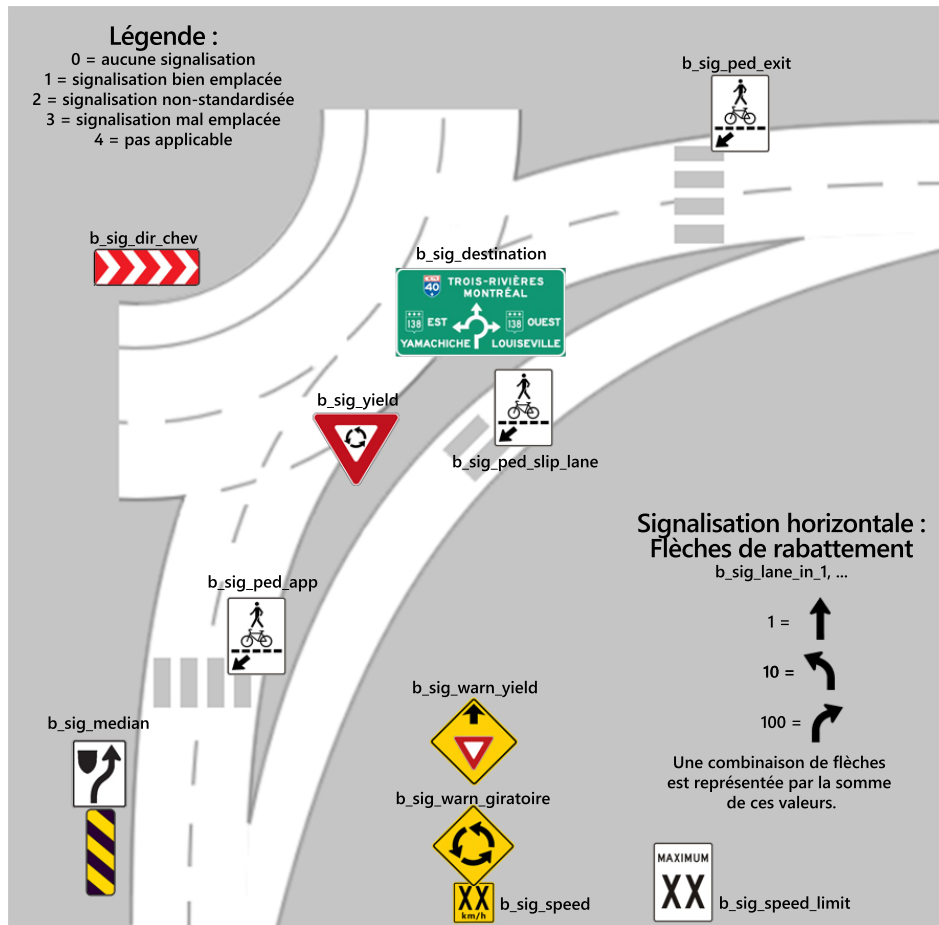 Légende :
0 = aucune signalisation
1 = signalisation bien emplacée
2 = signalisation non-standardisée
3 = signalisation mal emplacée
4 = pas applicable
b_sig_ped_exit
b_sig_dir_chev
b_sig_destination
40
TROIS-RIVIÈRES
MONTRÉAL
138 EST
138 OUEST
YAMACHICHE
LOUISEVILLE
b_sig_yield
b_sig_ped_slip_lane
Signalisation horizontale :
Flèches de rabattement
b_sig_lane_in_1, ...
1 =
10 =
100 =
Une combinaison de flèches
est représentée par la somme
de ces valeurs.
b_sig_ped_app
b_sig_median
b_sig_warn_yield
b_sig_warn_giratoire
XX
km/h
b_sig_speed
MAXIMUM
XX
b_sig_speed_limit